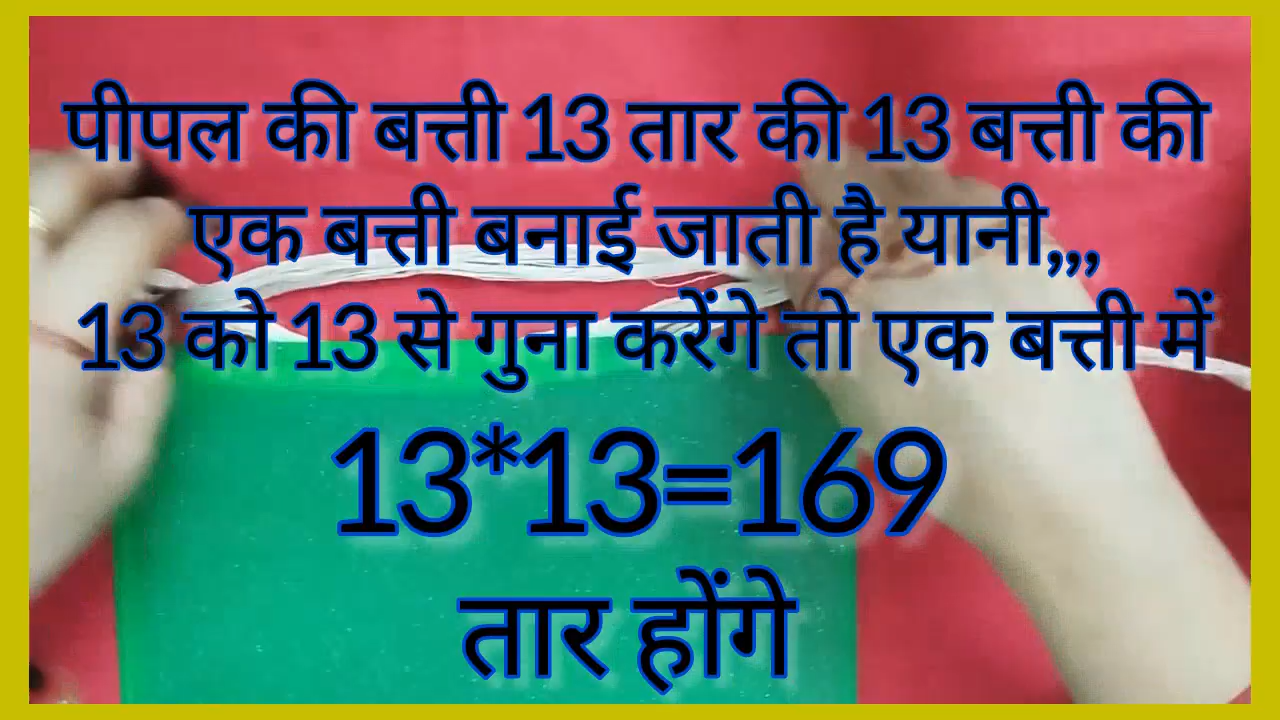 पीपल की बत्ती 13 तार की 13 बत्ती की
एक बत्ती बनाई जाती है यानी,,,
13 को 13 से गुना करेंगे तो एक बत्ती में
13*13=169
तार होंगे